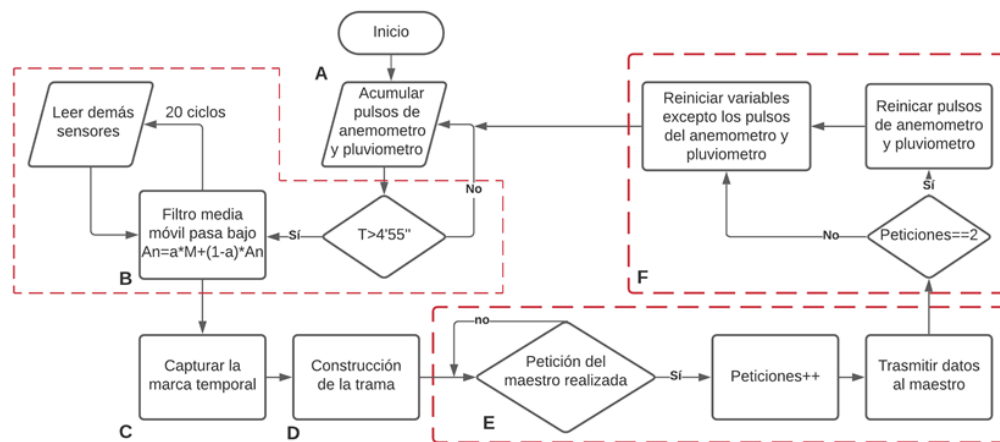 Inicio
A
Acumular
pulsos de
anemometro
y pluviometro
No
T>4'55"
Sí
Leer demás
sensores
20 ciclos
Filtro media
móvil pasa bajo
An=a*M+(1-a)*An
B
Capturar la
marca temporal
C
Construcción
de la trama
D
no
Petición del
maestro realizada
Sí
E
Peticiones++
Trasmitir datos
al maestro
Peticiones==2
Sí
No
F
Reinicar pulsos
de anemometro
y pluviometro
Reiniciar variables
excepto los pulsos
del anemometro y
pluviometro